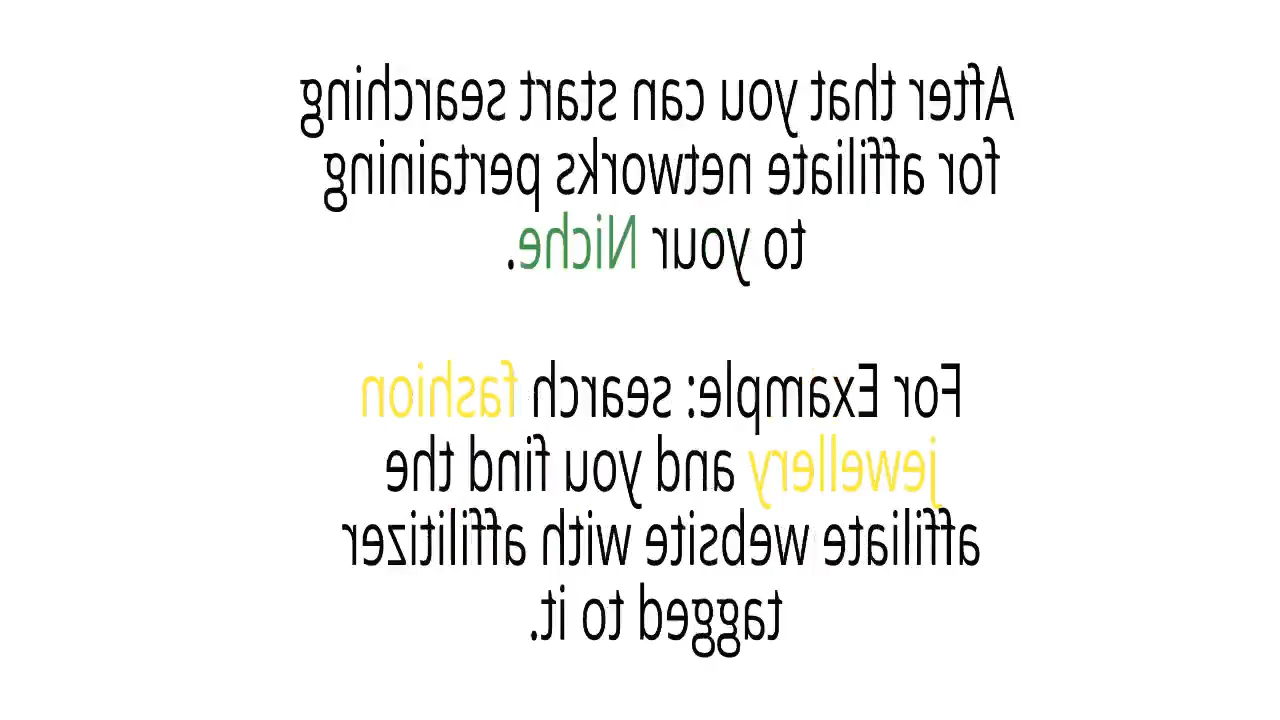 After that you can start searching
for affiliate networks pertaining
to your Niche.
For Example: search fashion
jewellery and you find the
affiliate website with affilitizer
tagged to it.